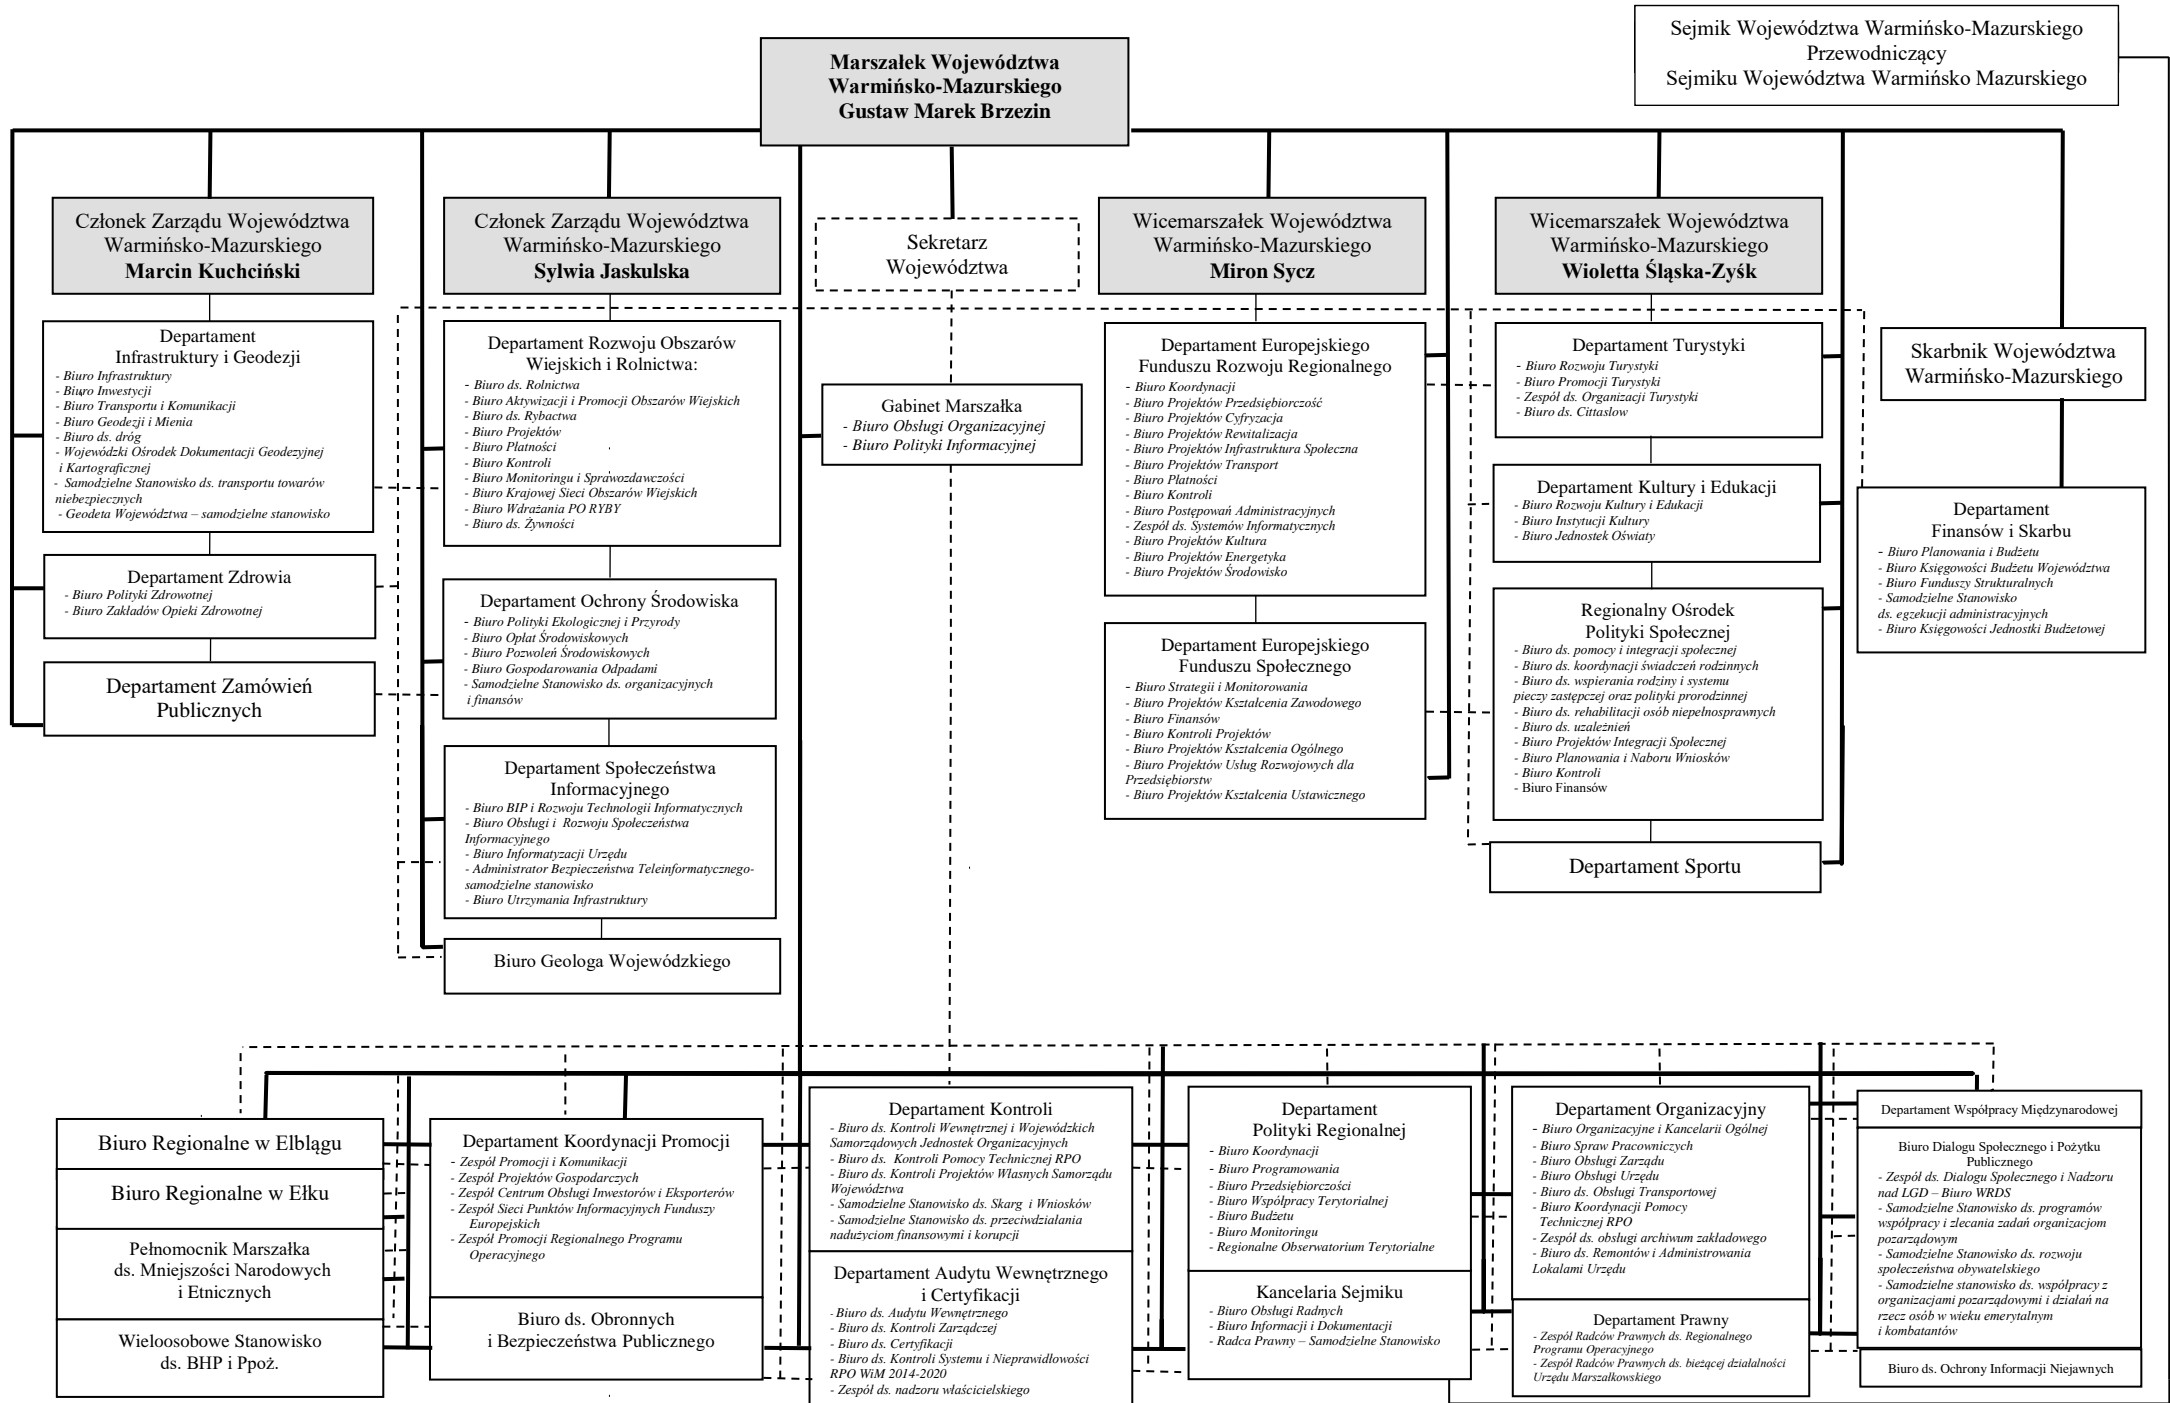 Sejmik Województwa Warmińsko-Mazurskiego
Przewodniczący
Sejmiku Województwa Warmińsko Mazurskiego
Marszałek Województwa
Warmińsko-Mazurskiego
Gustaw Marek Brzezin
Członek Zarządu Województwa
Warmińsko-Mazurskiego
Marcin Kuchciński
Członek Zarządu Województwa
Warmińsko-Mazurskiego
Sylwia Jaskulska
Sekretarz
Województwa
Wicemarszałek Województwa
Warmińsko-Mazurskiego
Miron Sycz
Wicemarszałek Województwa
Warmińsko-Mazurskiego
Wioletta Śląska-Zyśk
Departament
Infrastruktury i Geodezji
- Biuro Infrastruktury
- Biuro Inwestycji
- Biuro Transportu i Komunikacji
- Biuro Geodezji i Mienia
- Biuro ds. dróg
- Wojewódzki Ośrodek Dokumentacji Geodezyjnej
i Kartograficznej
- Samodzielne Stanowisko ds. transportu towarów
niebezpiecznych
- Geodeta Województwa – samodzielne stanowisko
Departament Zdrowia
- Biuro Polityki Zdrowotnej
- Biuro Zakładów Opieki Zdrowotnej
Departament Zamówień
Publicznych
Departament Rozwoju Obszarów
Wiejskich i Rolnictwa:
- Biuro ds. Rolnictwa
- Biuro Aktywizacji i Promocji Obszarów Wiejskich
- Biuro ds. Rybactwa
- Biuro Projektów
- Biuro Płatności
- Biuro Kontroli
- Biuro Monitoringu i Sprawozdawczości
- Biuro Krajowej Sieci Obszarów Wiejskich
- Biuro Wdrażania PO RYBY
- Biuro ds. Żywności
Departament Ochrony Środowiska
- Biuro Polityki Ekologicznej i Przyrody
- Biuro Opłat Środowiskowych
- Biuro Pozwoleń Środowiskowych
- Biuro Gospodarowania Odpadami
- Samodzielne Stanowisko ds. organizacyjnych
i finansów
Departament Społeczeństwa
Informacyjnego
- Biuro BIP i Rozwoju Technologii Informatycznych
- Biuro Obsługi i Rozwoju Społeczeństwa
Informacyjnego
- Biuro Informatyzacji Urzędu
- Administrator Bezpieczeństwa Teleinformatycznego-
samodzielne stanowisko
- Biuro Utrzymania Infrastruktury
Biuro Geologa Wojewódzkiego
Gabinet Marszałka
- Biuro Obsługi Organizacyjnej
- Biuro Polityki Informacyjnej
Departament Europejskiego
Funduszu Rozwoju Regionalnego
- Biuro Koordynacji
- Biuro Projektów Przedsiębiorczość
- Biuro Projektów Cyfryzacja
- Biuro Projektów Rewitalizacja
- Biuro Projektów Infrastruktura Społeczna
- Biuro Projektów Transport
- Biuro Płatności
- Biuro Kontroli
- Biuro Postępowań Administracyjnych
- Zespół ds. Systemów Informatycznych
- Biuro Projektów Kultura
- Biuro Projektów Energetyka
- Biuro Projektów Środowisko
Departament Europejskiego
Funduszu Społecznego
- Biuro Strategii i Monitorowania
- Biuro Projektów Kształcenia Zawodowego
- Biuro Finansów
- Biuro Kontroli Projektów
- Biuro Projektów Kształcenia Ogólnego
- Biuro Projektów Usług Rozwojowych dla
Przedsiębiorstw
- Biuro Projektów Kształcenia Ustawicznego
Departament Turystyki
- Biuro Rozwoju Turystyki
- Biuro Promocji Turystyki
- Zespół ds. Organizacji Turystyki
- Biuro ds. Cittaslow
Departament Kultury i Edukacji
- Biuro Rozwoju Kultury i Edukacji
- Biuro Instytucji Kultury
- Biuro Jednostek Oświaty
Regionalny Ośrodek
Polityki Społecznej
- Biuro ds. pomocy i integracji społecznej
- Biuro ds. koordynacji świadczeń rodzinnych
- Biuro ds. wspierania rodziny i systemu
pieczy zastępczej oraz polityki prorodzinnej
- Biuro ds. rehabilitacji osób niepełnosprawnych
- Biuro ds. uzależnień
- Biuro Projektów Integracji Społecznej
- Biuro Planowania i Naboru Wniosków
- Biuro Kontroli
- Biuro Finansów
Departament Sportu
Skarbnik Województwa
Warmińsko-Mazurskiego
Departament
Finansów i Skarbu
- Biuro Planowania i Budżetu
- Biuro Księgowości Budżetu Województwa
- Biuro Funduszy Strukturalnych
- Samodzielne Stanowisko
ds. egzekucji administracyjnych
- Biuro Księgowości Jednostki Budżetowej
Biuro Regionalne w Elblągu
Biuro Regionalne w Ełku
Pełnomocnik Marszałka
ds. Mniejszości Narodowych
i Etnicznych
Wieloosobowe Stanowisko
ds. BHP i Ppoż.
Departament Koordynacji Promocji
- Zespół Promocji i Komunikacji
- Zespół Projektów Gospodarczych
- Zespół Centrum Obsługi Inwestorów i Eksporterów
- Zespół Sieci Punktów Informacyjnych Funduszy
Europejskich
- Zespół Promocji Regionalnego Programu
Operacyjnego
Biuro ds. Obronnych
i Bezpieczeństwa Publicznego
Departament Kontroli
- Biuro ds. Kontroli Wewnętrznej i Wojewódzkich
Samorządowych Jednostek Organizacyjnych
- Biuro ds. Kontroli Pomocy Technicznej RPO
- Biuro ds. Kontroli Projektów Własnych Samorządu
Województwa
- Samodzielne Stanowisko ds. Skarg i Wniosków
- Samodzielne Stanowisko ds. przeciwdziałania
nadużyciom finansowymi i korupcji
Departament Audytu Wewnętrznego
i Certyfikacji
- Biuro ds. Audytu Wewnętrznego
- Biuro ds. Kontroli Zarządczej
- Biuro ds. Certyfikacji
- Biuro ds. Kontroli Systemu i Nieprawidłowości
RPO WiM 2014-2020
- Zespół ds. nadzoru właścicielskiego
Departament
Polityki Regionalnej
- Biuro Koordynacji
- Biuro Programowania
- Biuro Przedsiębiorczości
- Biuro Współpracy Terytorialnej
- Biuro Budżetu
- Biuro Monitoringu
- Regionalne Obserwatorium Terytorialne
Kancelaria Sejmiku
- Biuro Obsługi Radnych
- Biuro Informacji i Dokumentacji
- Radca Prawny – Samodzielne Stanowisko
Departament Organizacyjny
- Biuro Organizacyjne i Kancelarii Ogólnej
- Biuro Spraw Pracowniczych
- Biuro Obsługi Zarządu
- Biuro Obsługi Urzędu
- Biuro ds. Obsługi Transportowej
- Biuro Koordynacji Pomocy
Technicznej RPO
- Zespół ds. obsługi archiwum zakładowego
- Biuro ds. Remontów i Administrowania
Lokalami Urzędu
Departament Prawny
- Zespół Radców Prawnych ds. Regionalnego
Programu Operacyjnego
- Zespół Radców Prawnych ds. bieżącej działalności
Urzędu Marszałkowskiego
Departament Współpracy Międzynarodowej
Biuro Dialogu Społecznego i Pożytku
Publicznego
- Zespół ds. Dialogu Społecznego i Nadzoru
nad LGD – Biuro WRDS
- Samodzielne Stanowisko ds. programów
współpracy i zlecania zadań organizacjom
pozarządowym
- Samodzielne Stanowisko ds. rozwoju
społeczeństwa obywatelskiego
- Samodzielne stanowisko ds. współpracy z
organizacjami pozarządowymi i działań na
rzecz osób w wieku emerytalnym
i kombatantów
Biuro ds. Ochrony Informacji Niejawnych